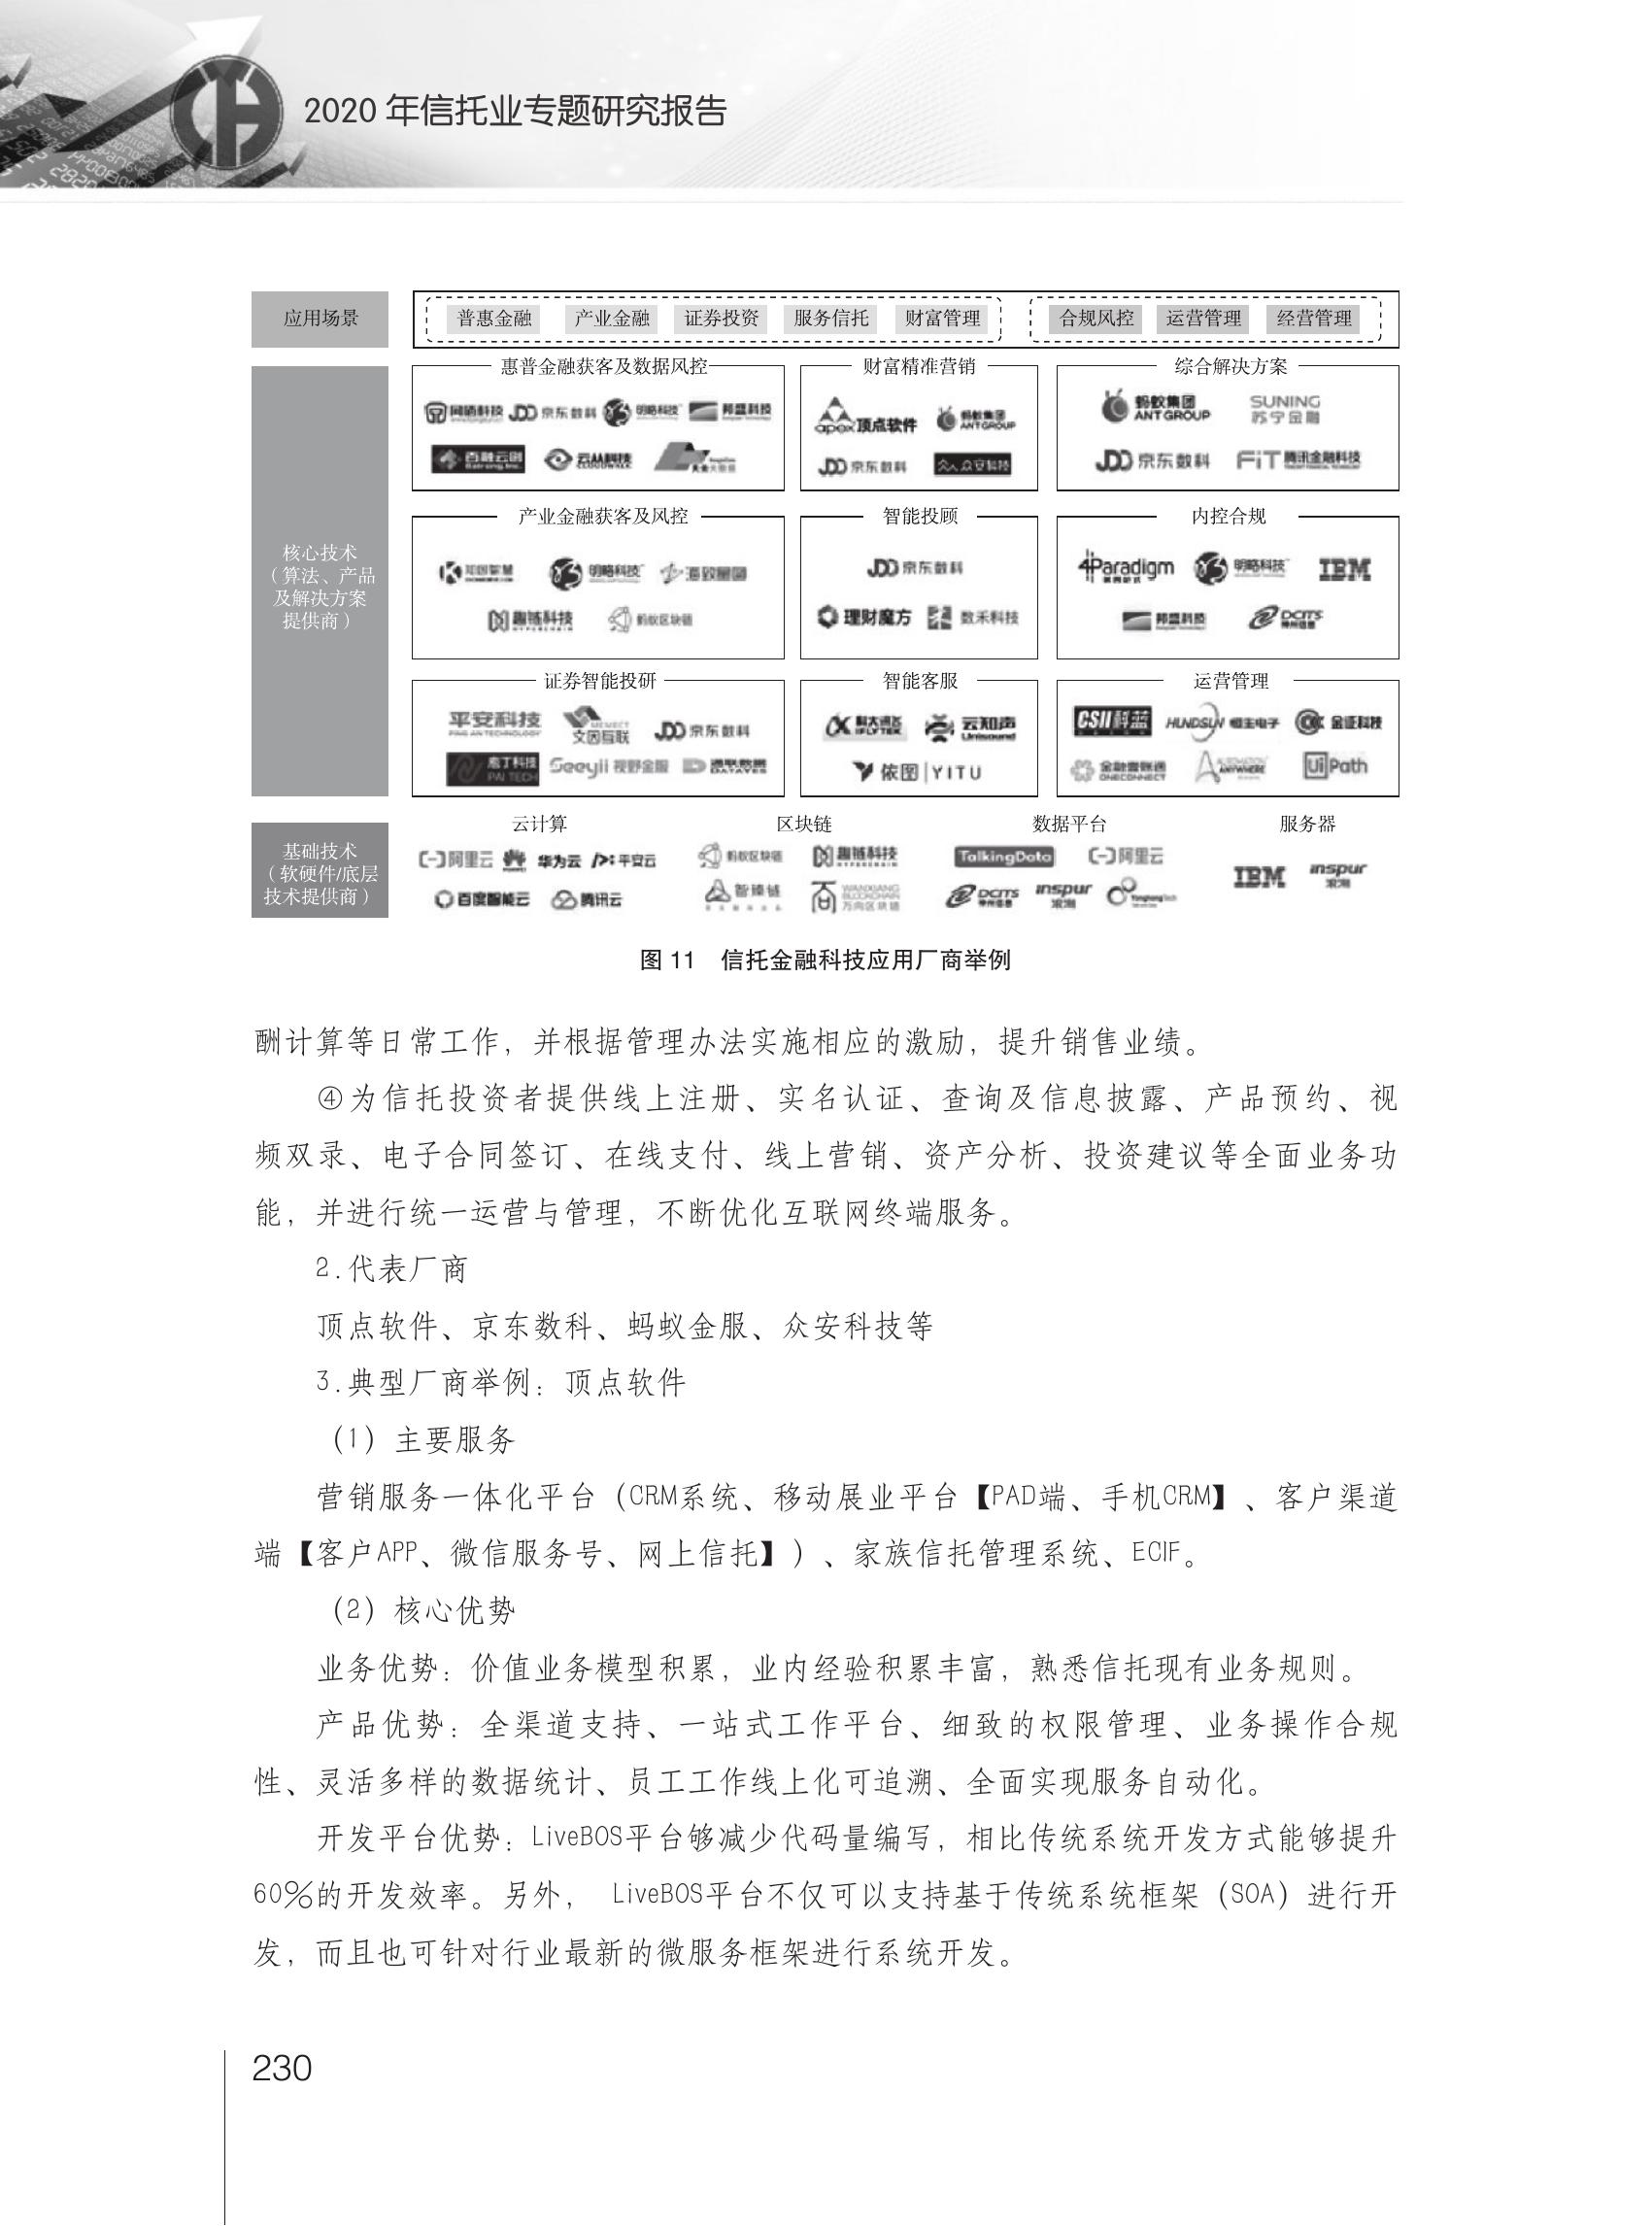 2020 年信托业专题研究报告
应用场景
普惠金融 产业金融 证券投资 服务信托 财富管理 合规风控 运营管理 经营管理
核心技术
（算法、产品
及解决方案
提供商）
惠普金融获客及数据风控
网销科技 京东数科 明略科技 邦盛科技
百融云创 云从科技
财富精准营销
apex顶点软件 蚂蚁集团 ANT GROUP
京东数科 众安科技
综合解决方案
蚂蚁集团 ANT GROUP SUNING 苏宁金融
京东数科 FiT 腾讯金融科技
产业金融获客及风控
明略科技 海致星图
趣链科技 蚂蚁区块链
智能投顾
京东数科
理财魔方 数禾科技
内控合规
4Paradigm 明略科技 IBM
邦盛科技 DCITS 神州信息
证券智能投研
平安科技 PING AN TECHNOLOGY 文因互联 京东数科
庖丁科技 PAI TECH Seeyii 视野金服 通联数据 DATAYES
智能客服
科大讯飞 iFLYTEK 云知声 Unisound
依图 YITU
运营管理
CSII 科蓝 HUNDSUN 恒生电子 金证科技
金融壹账通 ONECONNECT AUTOMATION ANYWHERE UiPath
基础技术
（软硬件/底层
技术提供商）
云计算 区块链 数据平台 服务器
阿里云 华为云 平安云 蚂蚁区块链 趣链科技 TalkingData 阿里云 IBM inspur 浪潮
百度智能云 腾讯云 智臻链 WANXIANG BLOCKCHAIN 万向区块链 DCITS 神州信息 inspur 浪潮 YonghongTech
图 11 信托金融科技应用厂商举例
酬计算等日常工作，并根据管理办法实施相应的激励，提升销售业绩。
④为信托投资者提供线上注册、实名认证、查询及信息披露、产品预约、视
频双录、电子合同签订、在线支付、线上营销、资产分析、投资建议等全面业务功
能，并进行统一运营与管理，不断优化互联网终端服务。
2.代表厂商
顶点软件、京东数科、蚂蚁金服、众安科技等
3.典型厂商举例：顶点软件
（1）主要服务
营销服务一体化平台（CRM系统、移动展业平台【PAD端、手机CRM】、客户渠道
端【客户APP、微信服务号、网上信托】）、家族信托管理系统、ECIF。
（2）核心优势
业务优势：价值业务模型积累，业内经验积累丰富，熟悉信托现有业务规则。
产品优势：全渠道支持、一站式工作平台、细致的权限管理、业务操作合规
性、灵活多样的数据统计、员工工作线上化可追溯、全面实现服务自动化。
开发平台优势：LiveBOS平台够减少代码量编写，相比传统系统开发方式能够提升
60%的开发效率。另外， LiveBOS平台不仅可以支持基于传统系统框架（SOA）进行开
发，而且也可针对行业最新的微服务框架进行系统开发。
230